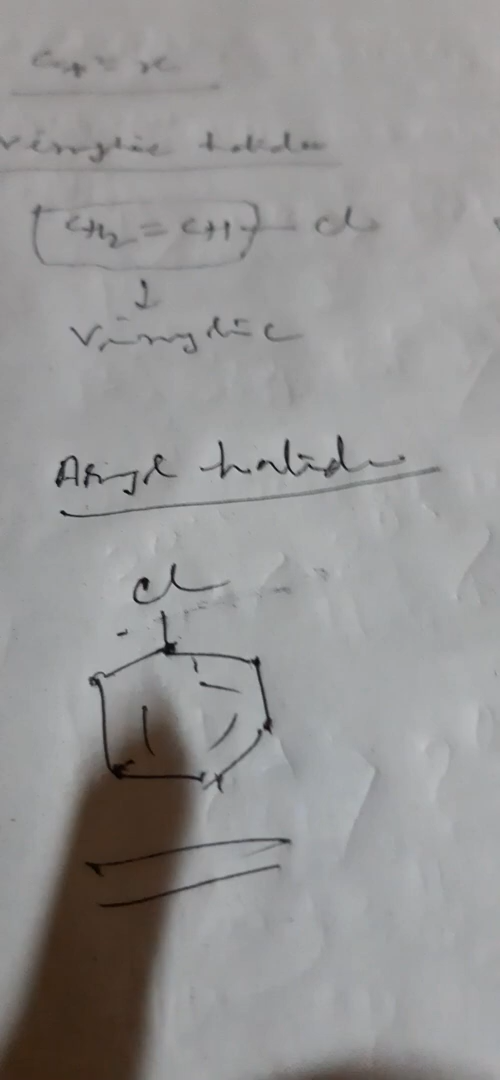 Vinylic halide
CH2 = CH - Cl
↓
Vinylic
Aryl halide
Cl